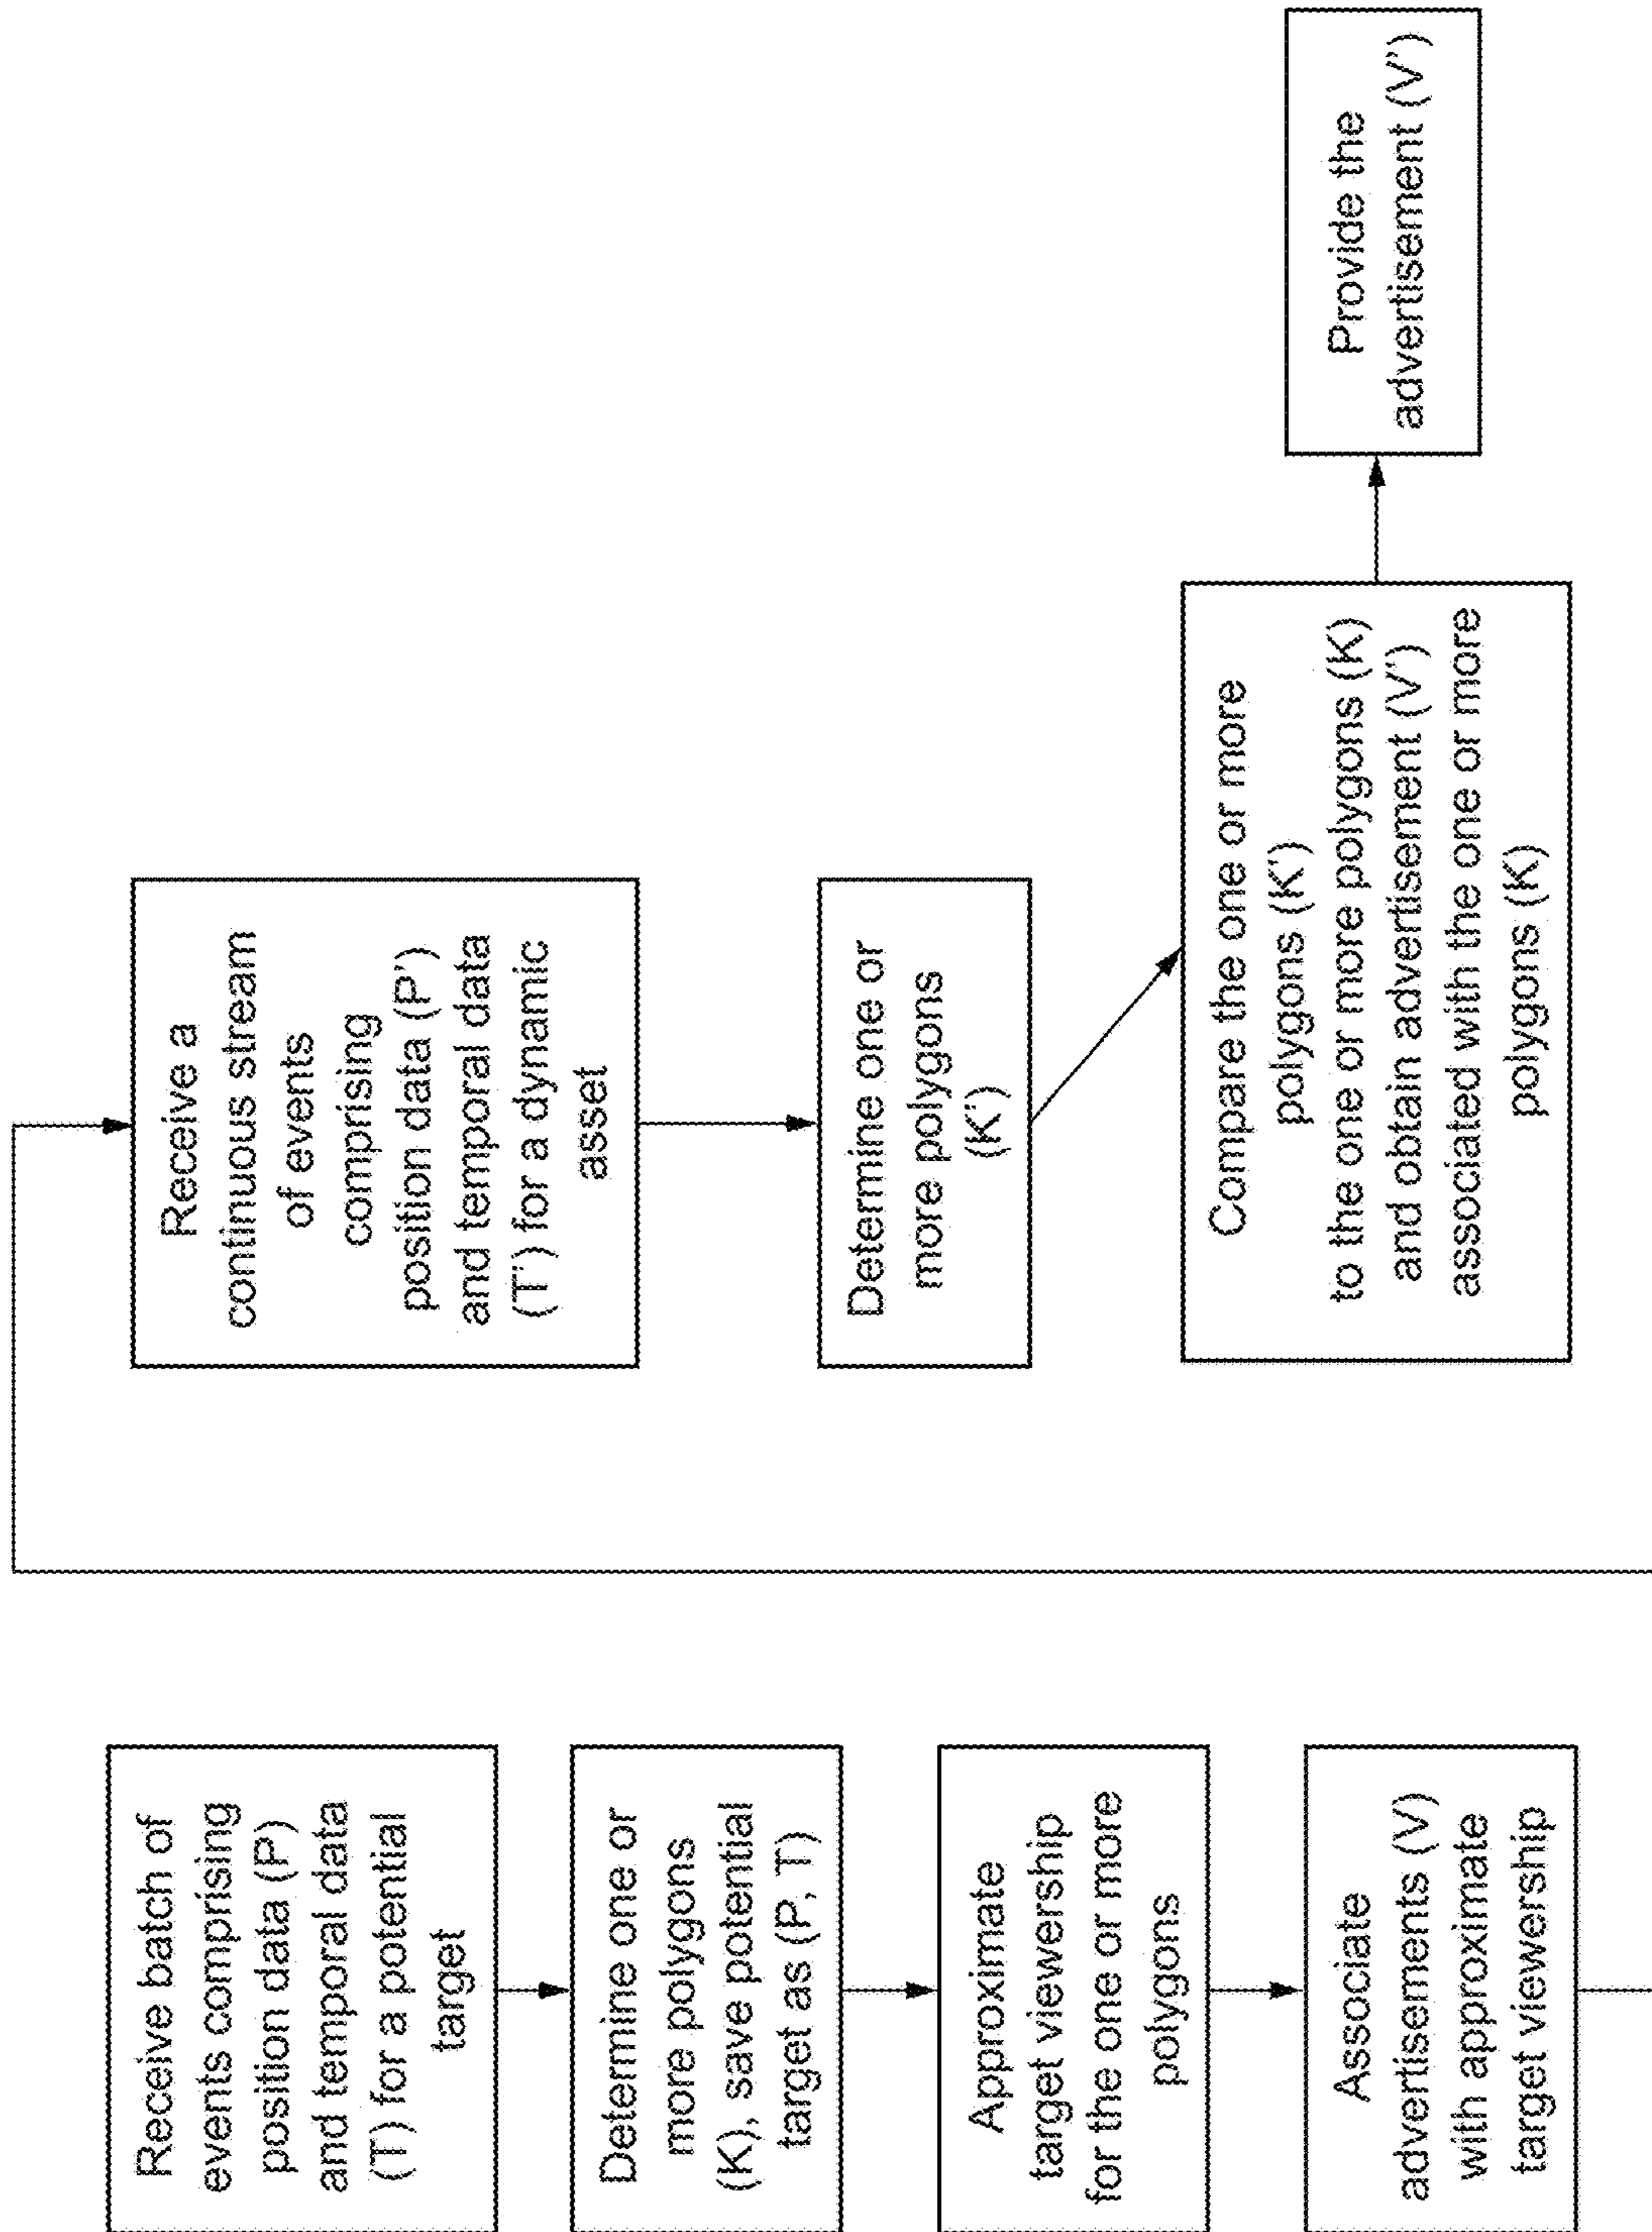 Receive batch of
events comprising
position data (P)
and temporal data
(T) for a potential
target
Determine one or
more polygons
(K), save potential
target as (P, T)
Approximate
target viewership
for the one or more
polygons
Associate
advertisements (V)
with approximate
target viewership
Receive a
continuous stream
of events
comprising
position data (P')
and temporal data
(T') for a dynamic
asset
Determine one or
more polygons
(K')
Compare the one or more
polygons (K')
to the one or more polygons (K)
and obtain advertisement (V')
associated with the one or more
polygons (K)
Provide the
advertisement (V')